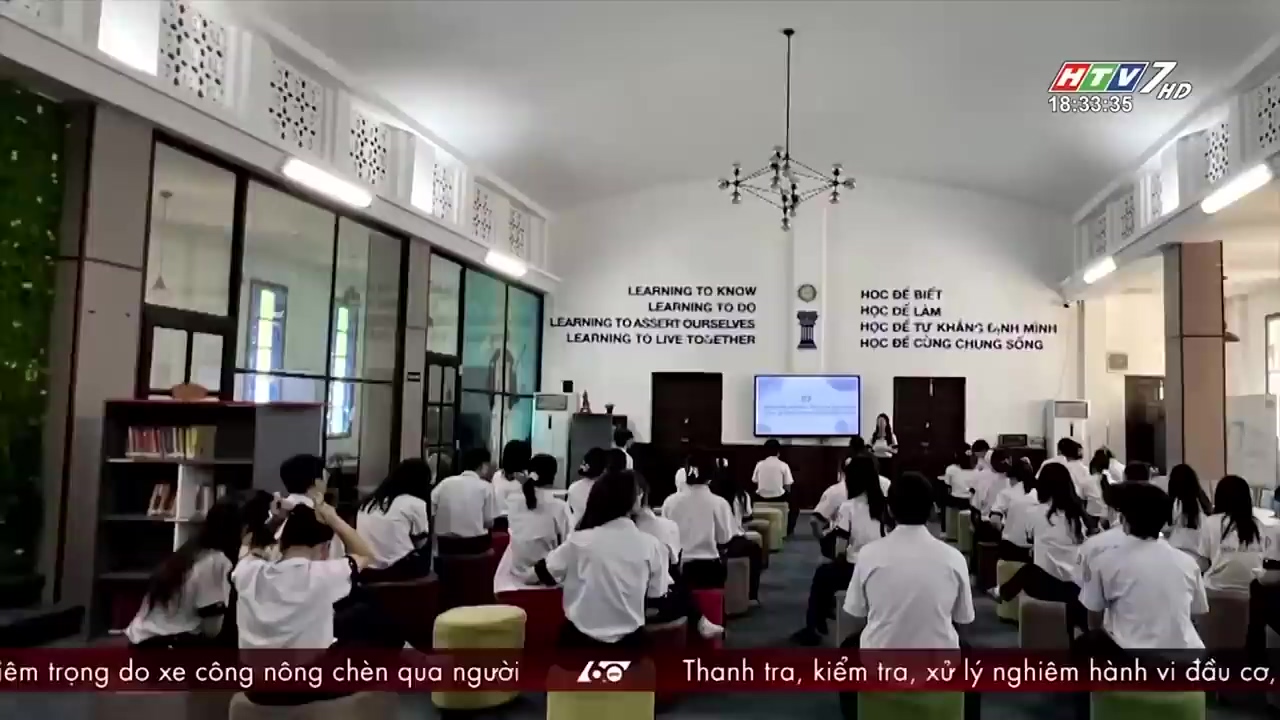 HTV7 HD
18:33:35
LEARNING TO KNOW
LEARNING TO DO
LEARNING TO ASSERT OURSELVES
LEARNING TO LIVE TOGETHER
HỌC ĐỂ BIẾT
HỌC ĐỂ LÀM
HỌC ĐỂ TỰ KHẲNG ĐỊNH MÌNH
HỌC ĐỂ CÙNG CHUNG SỐNG
iêm trọng do xe công nông chèn qua người 60 Thanh tra, kiểm tra, xử lý nghiêm hành vi đầu cơ,